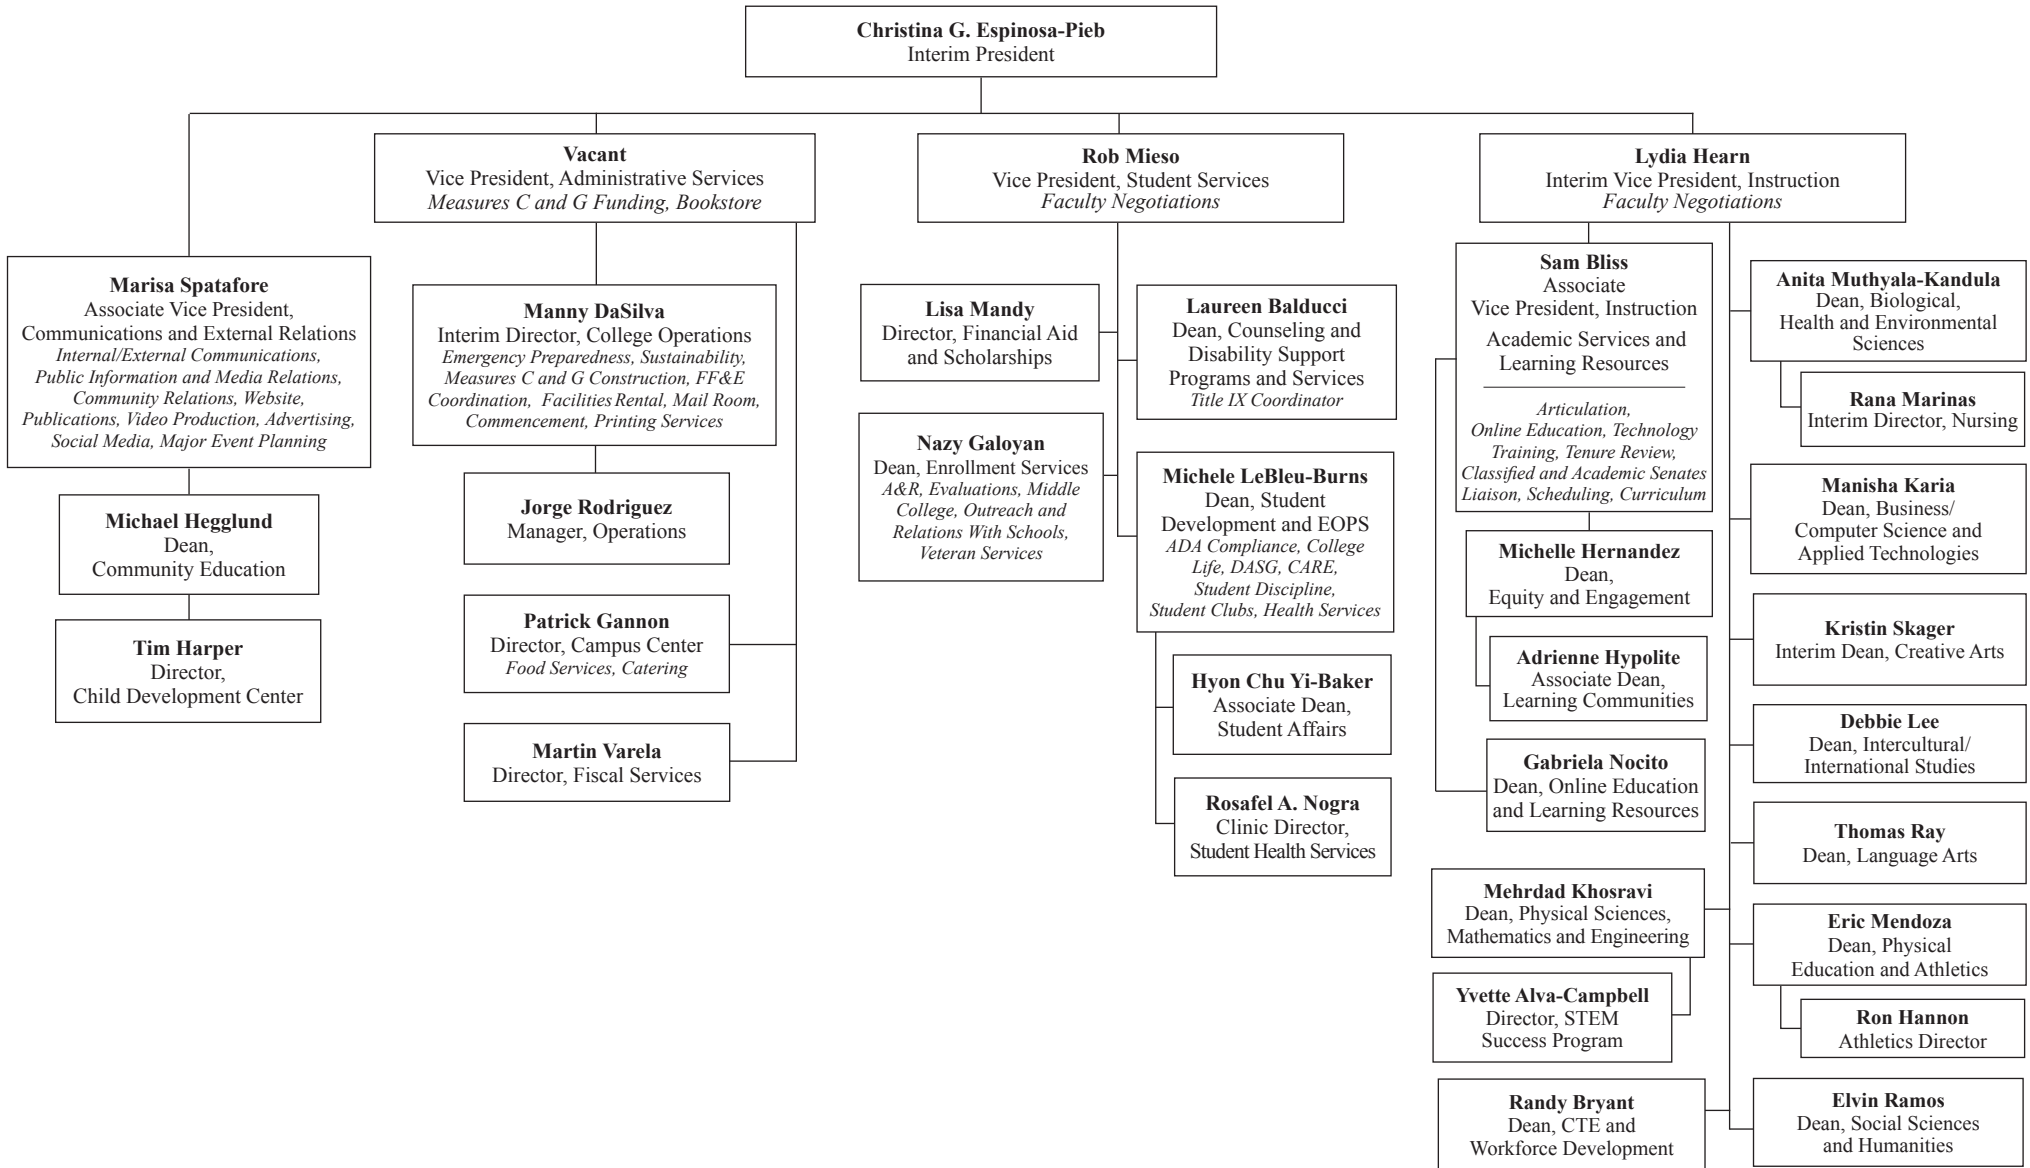 Christina G. Espinosa-Pieb
Interim President
Vacant
Vice President, Administrative Services
Measures C and G Funding, Bookstore
Rob Mieso
Vice President, Student Services
Faculty Negotiations
Lydia Hearn
Interim Vice President, Instruction
Faculty Negotiations
Marisa Spatafore
Associate Vice President,
Communications and External Relations
Internal/External Communications,
Public Information and Media Relations,
Community Relations, Website,
Publications, Video Production, Advertising,
Social Media, Major Event Planning
Michael Hegglund
Dean,
Community Education
Tim Harper
Director,
Child Development Center
Manny DaSilva
Interim Director, College Operations
Emergency Preparedness, Sustainability,
Measures C and G Construction, FF&E
Coordination, Facilities Rental, Mail Room,
Commencement, Printing Services
Jorge Rodriguez
Manager, Operations
Patrick Gannon
Director, Campus Center
Food Services, Catering
Martin Varela
Director, Fiscal Services
Lisa Mandy
Director, Financial Aid
and Scholarships
Laureen Balducci
Dean, Counseling and
Disability Support
Programs and Services
Title IX Coordinator
Nazy Galoyan
Dean, Enrollment Services
A&R, Evaluations, Middle
College, Outreach and
Relations With Schools,
Veteran Services
Michele LeBleu-Burns
Dean, Student
Development and EOPS
ADA Compliance, College
Life, DASG, CARE,
Student Discipline,
Student Clubs, Health Services
Hyon Chu Yi-Baker
Associate Dean,
Student Affairs
Rosafel A. Nogra
Clinic Director,
Student Health Services
Sam Bliss
Associate
Vice President, Instruction
Academic Services and
Learning Resources
Articulation,
Online Education, Technology
Training, Tenure Review,
Classified and Academic Senates
Liaison, Scheduling, Curriculum
Michelle Hernandez
Dean,
Equity and Engagement
Adrienne Hypolite
Associate Dean,
Learning Communities
Gabriela Nocito
Dean, Online Education
and Learning Resources
Mehrdad Khosravi
Dean, Physical Sciences,
Mathematics and Engineering
Yvette Alva-Campbell
Director, STEM
Success Program
Randy Bryant
Dean, CTE and
Workforce Development
Anita Muthyala-Kandula
Dean, Biological,
Health and Environmental
Sciences
Rana Marinas
Interim Director, Nursing
Manisha Karia
Dean, Business/
Computer Science and
Applied Technologies
Kristin Skager
Interim Dean, Creative Arts
Debbie Lee
Dean, Intercultural/
International Studies
Thomas Ray
Dean, Language Arts
Eric Mendoza
Dean, Physical
Education and Athletics
Ron Hannon
Athletics Director
Elvin Ramos
Dean, Social Sciences
and Humanities